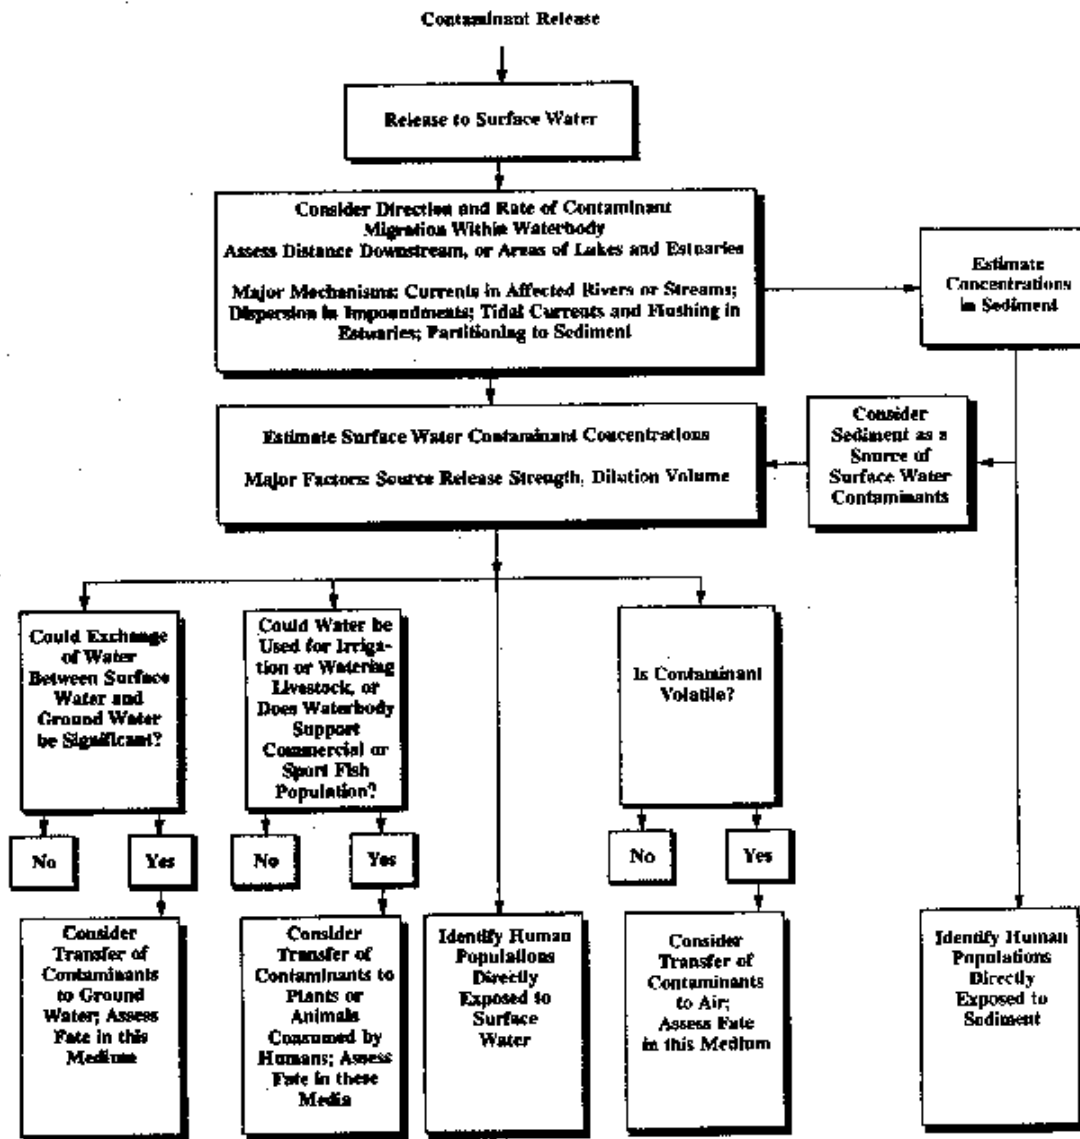 Contaminant Release
Release to Surface Water
Consider Direction and Rate of Contaminant
Migration Within Waterbody
Assess Distance Downstream, or Areas of Lakes and Estuaries
Major Mechanisms: Currents in Affected Rivers or Streams;
Dispersion in Impoundments; Tidal Currents and Flushing in
Estuaries; Partitioning to Sediment
Estimate
Concentrations
in Sediment
Estimate Surface Water Contaminant Concentrations
Major Factors: Source Release Strength, Dilution Volume
Consider
Sediment as a
Source of
Surface Water
Contaminants
Could Exchange
of Water
Between Surface
Water and
Ground Water
be Significant?
Could Water be
Used for Irriga-
tion or Watering
Livestock, or
Does Waterbody
Support
Commercial or
Sport Fish
Population?
Is Contaminant
Volatile?
No
Yes
No
Yes
No
Yes
Consider
Transfer of
Contaminants
to Ground
Water; Assess
Fate in this
Medium
Consider
Transfer of
Contaminants to
Plants or
Animals
Consumed by
Humans; Assess
Fate in these
Media
Identify Human
Populations
Directly
Exposed to
Surface
Water
Consider
Transfer of
Contaminants
to Air;
Assess Fate
in this Medium
Identify Human
Populations
Directly
Exposed to
Sediment